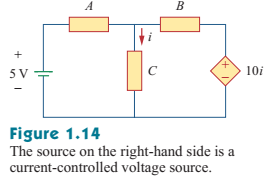 A
B
i
+
5 V
−
C
+
−
10i
Figure 1.14
The source on the right-hand side is a
current-controlled voltage source.